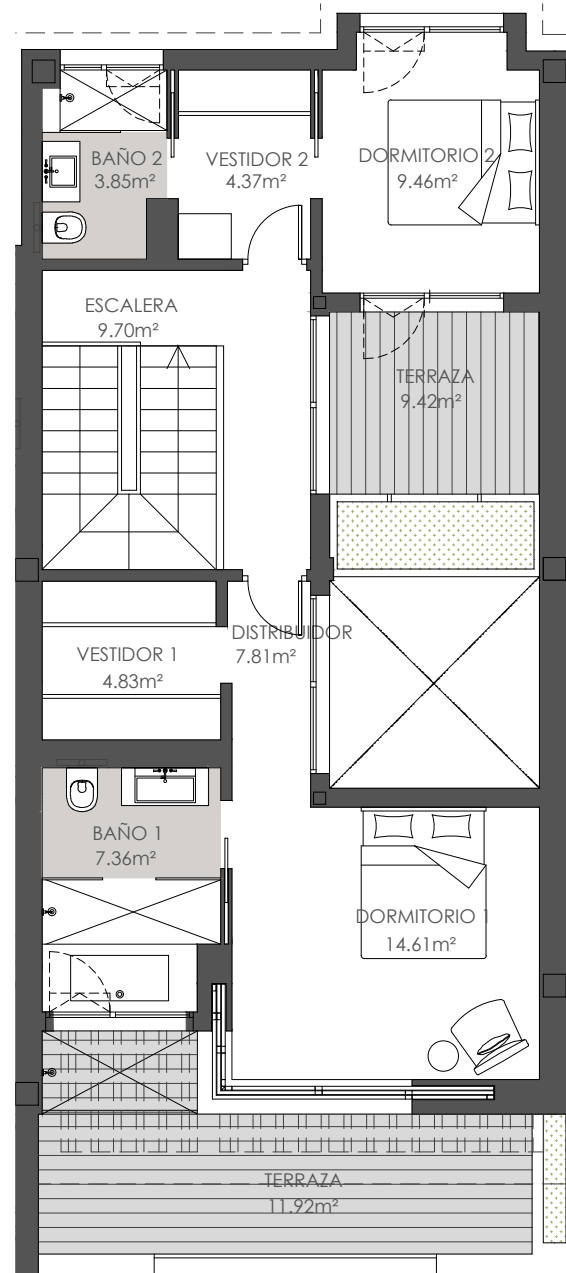 BAÑO 2
3.85m²
VESTIDOR 2
4.37m²
DORMITORIO 2
9.46m²
ESCALERA
9.70m²
TERRAZA
9.42m²
DISTRIBUIDOR
7.81m²
VESTIDOR 1
4.83m²
BAÑO 1
7.36m²
DORMITORIO 1
14.61m²
TERRAZA
11.92m²